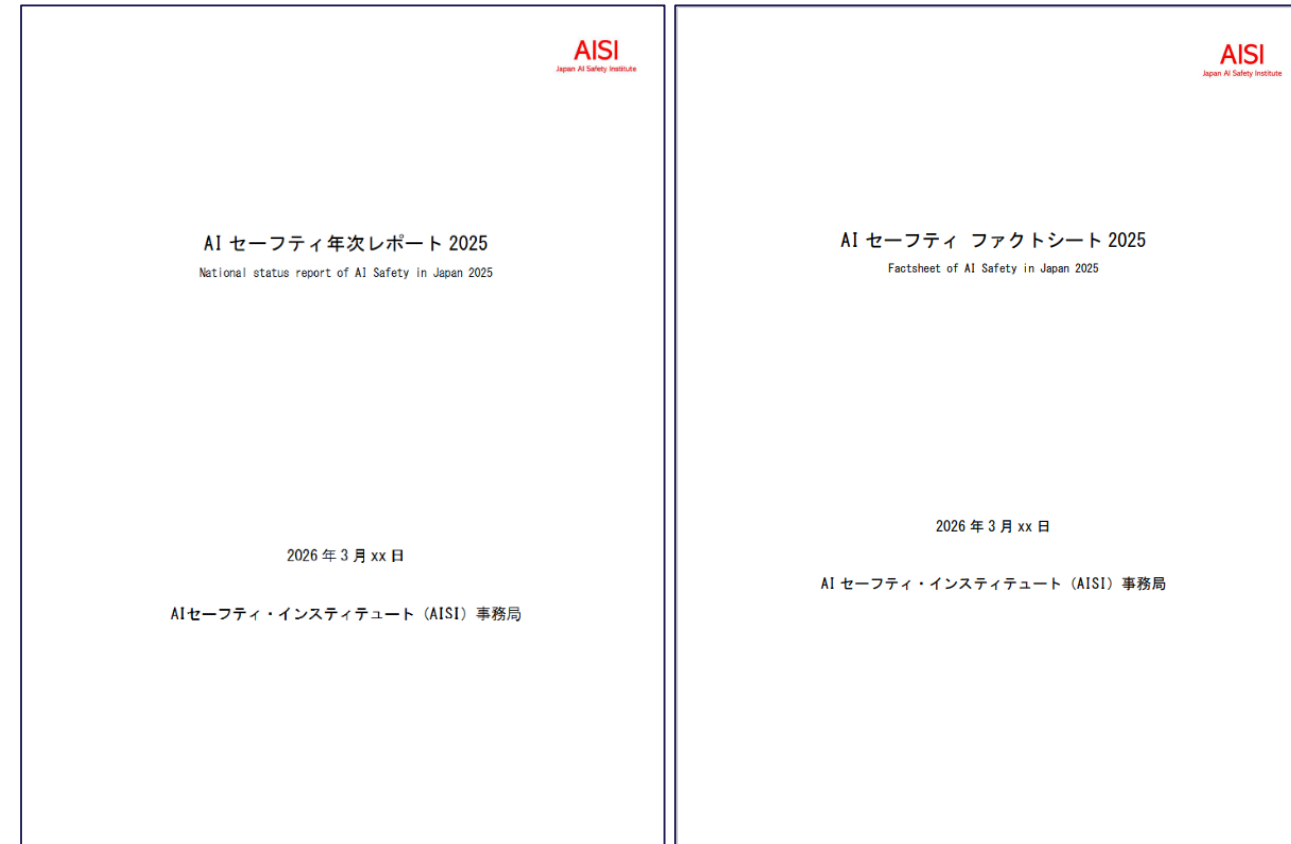 AISI
Japan AI Safety Institute
AI セーフティ年次レポート 2025
National status report of AI Safety in Japan 2025
2026 年 3 月 xx 日
AIセーフティ・インスティテュート（AISI）事務局
AISI
Japan AI Safety Institute
AI セーフティ ファクトシート 2025
Factsheet of AI Safety in Japan 2025
2026 年 3 月 xx 日
AI セーフティ・インスティテュート（AISI）事務局